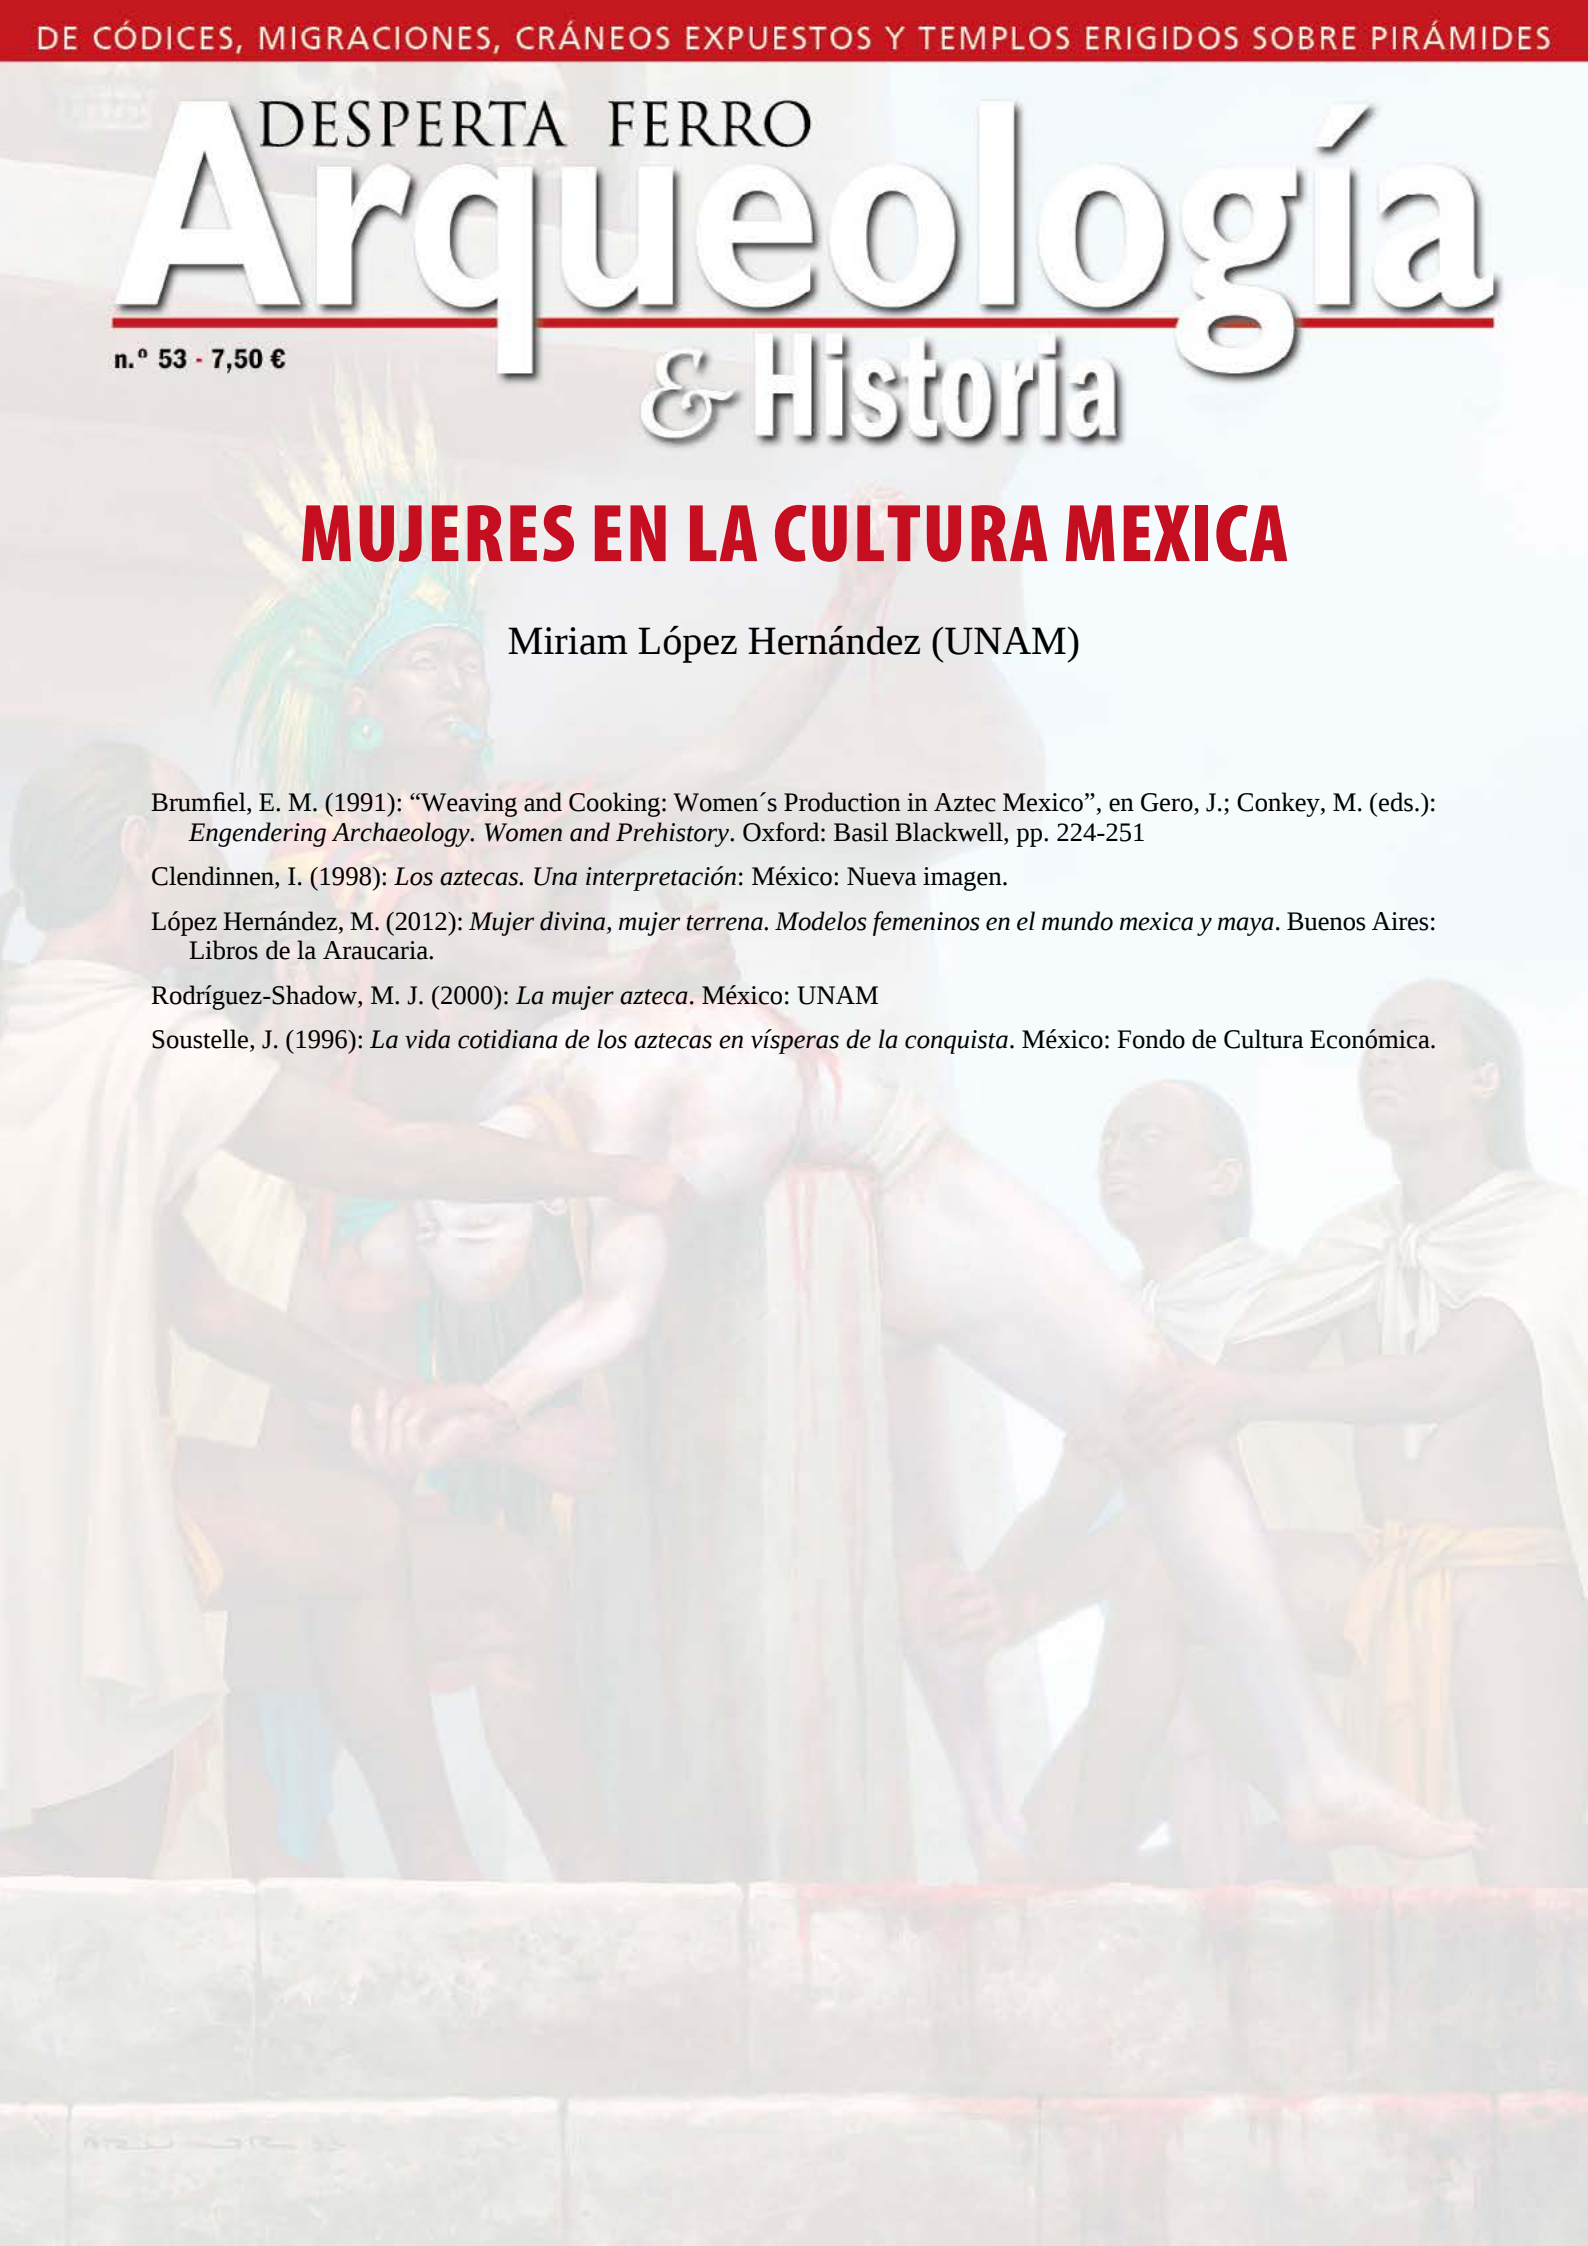 DE CÓDICES, MIGRACIONES, CRÁNEOS EXPUESTOS Y TEMPLOS ERIGIDOS SOBRE PIRÁMIDES
DESPERTA FERRO
Arqueología
& Historia
n.º 53 - 7,50 €
MUJERES EN LA CULTURA MEXICA
Miriam López Hernández (UNAM)
Brumfiel, E. M. (1991): “Weaving and Cooking: Women´s Production in Aztec Mexico”, en Gero, J.; Conkey, M. (eds.):
Engendering Archaeology. Women and Prehistory. Oxford: Basil Blackwell, pp. 224-251
Clendinnen, I. (1998): Los aztecas. Una interpretación: México: Nueva imagen.
López Hernández, M. (2012): Mujer divina, mujer terrena. Modelos femeninos en el mundo mexica y maya. Buenos Aires:
Libros de la Araucaria.
Rodríguez-Shadow, M. J. (2000): La mujer azteca. México: UNAM
Soustelle, J. (1996): La vida cotidiana de los aztecas en vísperas de la conquista. México: Fondo de Cultura Económica.